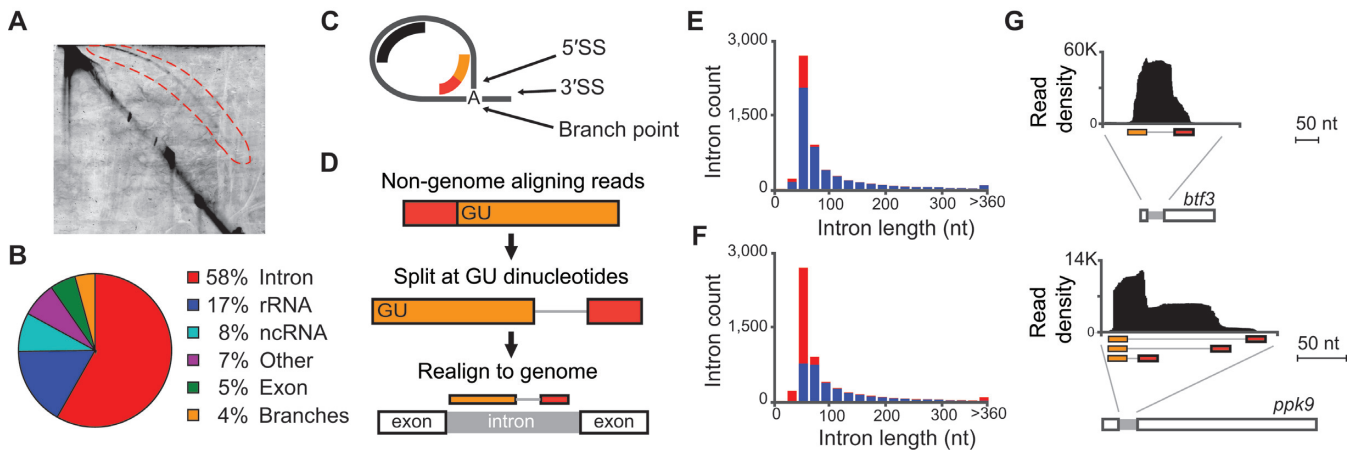 A
B
58% Intron
17% rRNA
8% ncRNA
7% Other
5% Exon
4% Branches
C
5′SS
3′SS
A
Branch point
D
Non-genome aligning reads
GU
Split at GU dinucleotides
GU
Realign to genome
exon
intron
exon
E
3,000
1,500
0
Intron count
0
100
200
300
>360
Intron length (nt)
F
3,000
1,500
0
Intron count
0
100
200
300
>360
Intron length (nt)
G
60K
0
Read
density
50 nt
btf3
14K
0
Read
density
50 nt
ppk9